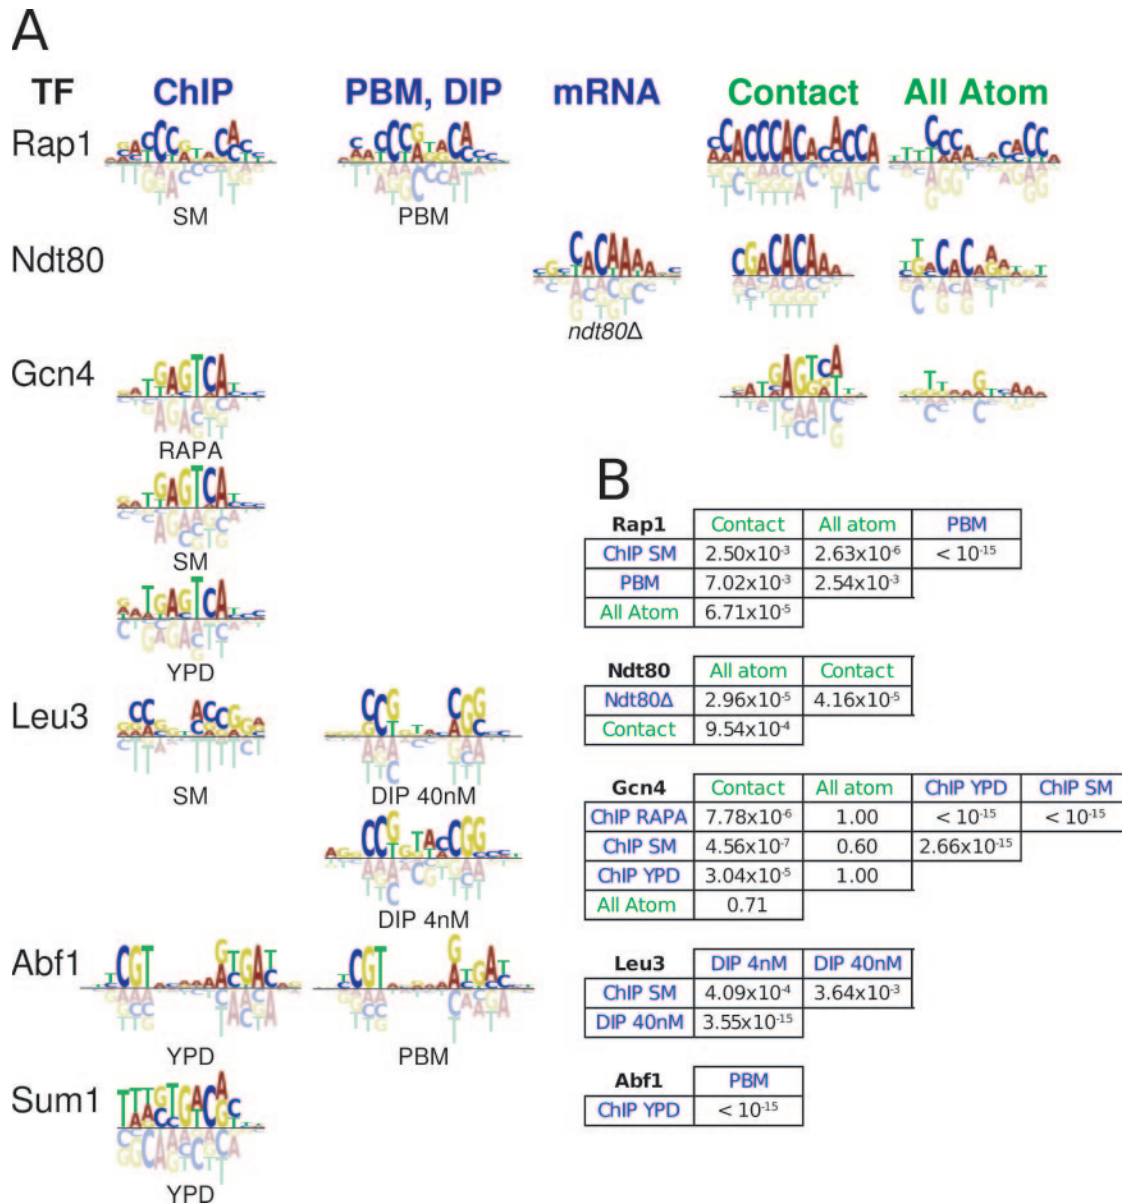 A
TF ChIP PBM, DIP mRNA Contact All Atom
Rap1
SM PBM
Ndt80
ndt80Δ
Gcn4
RAPA
SM
YPD
Leu3
SM DIP 40nM
DIP 4nM
Abf1
YPD PBM
Sum1
YPD
B
Rap1 Contact All atom PBM
ChIP SM 2.50x10⁻³ 2.63x10⁻⁶ < 10⁻¹⁵
PBM 7.02x10⁻³ 2.54x10⁻³
All Atom 6.71x10⁻⁵
Ndt80 All atom Contact
Ndt80Δ 2.96x10⁻⁵ 4.16x10⁻⁵
Contact 9.54x10⁻⁴
Gcn4 Contact All atom ChIP YPD ChIP SM
ChIP RAPA 7.78x10⁻⁶ 1.00 < 10⁻¹⁵ < 10⁻¹⁵
ChIP SM 4.56x10⁻⁷ 0.60 2.66x10⁻¹⁵
ChIP YPD 3.04x10⁻⁵ 1.00
All Atom 0.71
Leu3 DIP 4nM DIP 40nM
ChIP SM 4.09x10⁻⁴ 3.64x10⁻³
DIP 40nM 3.55x10⁻¹⁵
Abf1 PBM
ChIP YPD < 10⁻¹⁵